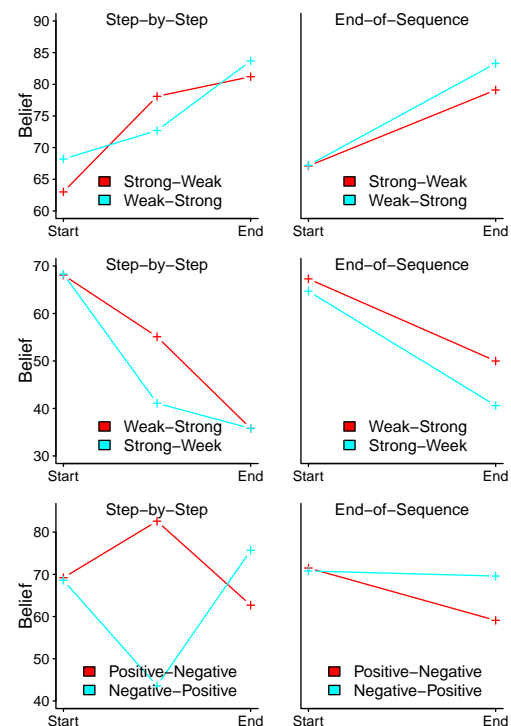 Step−by−Step
End−of−Sequence
90
85
80
75
70
65
60
Belief
Strong−Weak
Weak−Strong
Strong−Weak
Weak−Strong
Start
End
Start
End
Step−by−Step
End−of−Sequence
70
60
50
40
30
Belief
Weak−Strong
Strong−Week
Weak−Strong
Strong−Week
Start
End
Start
End
Step−by−Step
End−of−Sequence
80
70
60
50
40
Belief
Positive−Negative
Negative−Positive
Positive−Negative
Negative−Positive
Start
End
Start
End